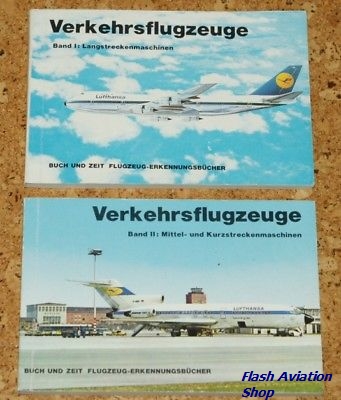 Verkehrsflugzeuge
Band I: Langstreckenmaschinen
Lufthansa
BUCH UND ZEIT FLUGZEUG-ERKENNUNGSBÜCHER
Verkehrsflugzeuge
Band II: Mittel- und Kurzstreckenmaschinen
LUFTHANSA
BUCH UND ZEIT FLUGZEUG-ERKENNUNGSBÜCHER
Flash Aviation
Shop